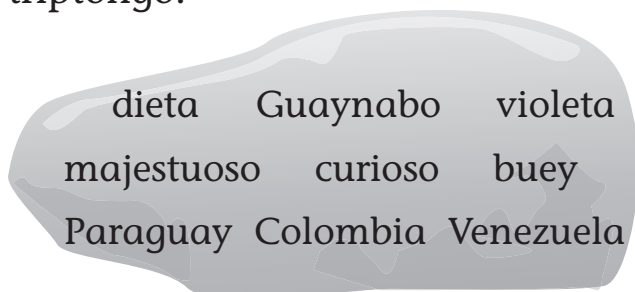 triptongo.
dieta Guaynabo violeta
majestuoso curioso buey
Paraguay Colombia Venezuela